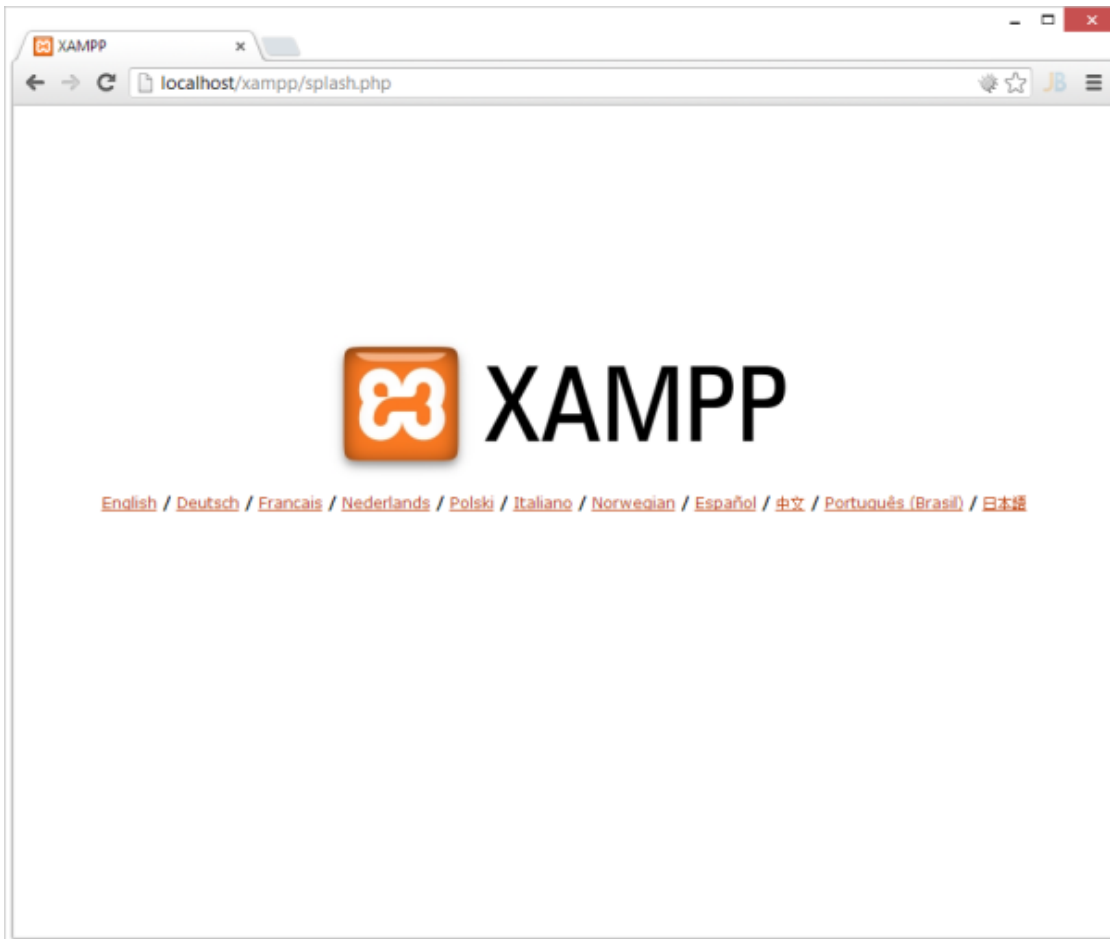 XAMPP
localhost/xampp/splash.php
JB
XAMPP
English / Deutsch / Francais / Nederlands / Polski / Italiano / Norwegian / Español / 中文 / Português (Brasil) / 日本語